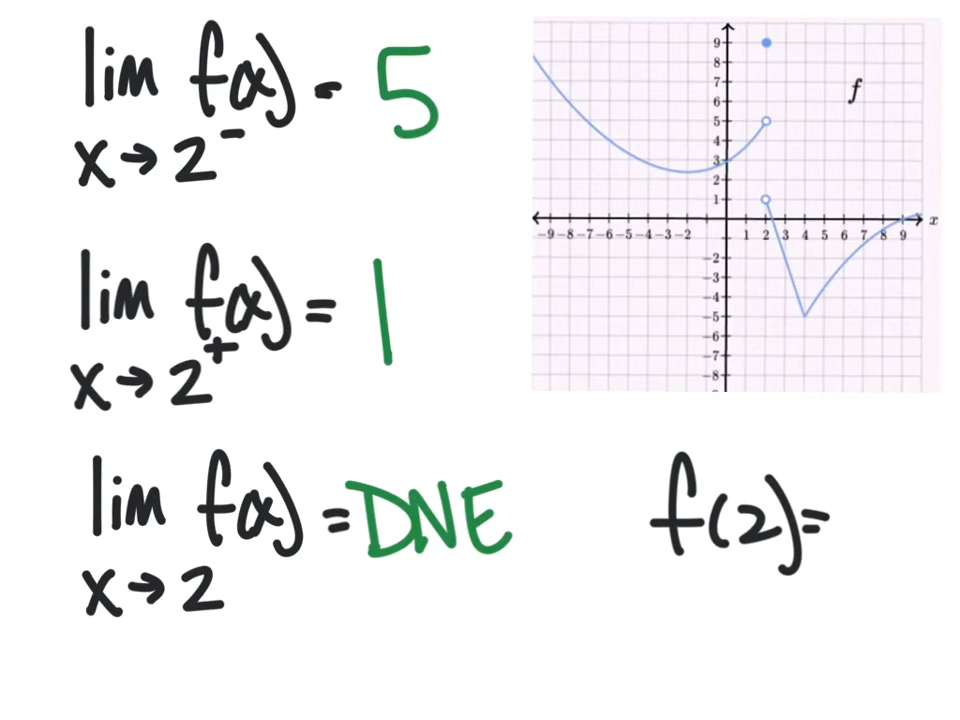 lim f(x) = 5
x → 2⁻
lim f(x) = 1
x → 2⁺
lim f(x) = DNE
x → 2
f(2)=
f
x
9
8
7
6
5
4
3
2
1
-9 -8 -7 -6 -5 -4 -3 -2 1 2 3 4 5 6 7 8 9
-2
-3
-4
-5
-6
-7
-8